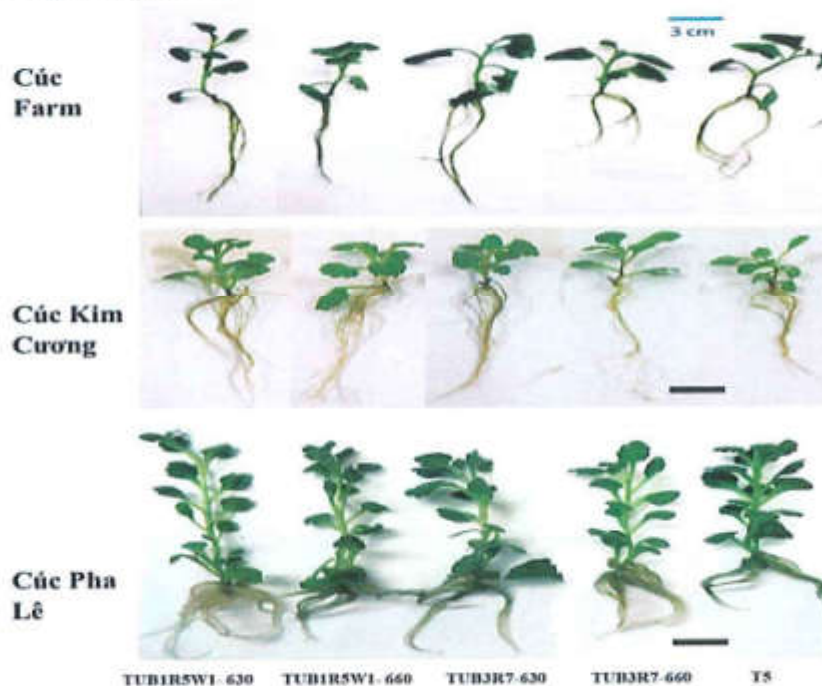 3 cm
Cúc
Farm
Cúc Kim
Cương
Cúc Pha
Lê
TUB1R5W1- 630 TUB1R5W1- 660 TUB3R7-630 TUB3R7-660 T5